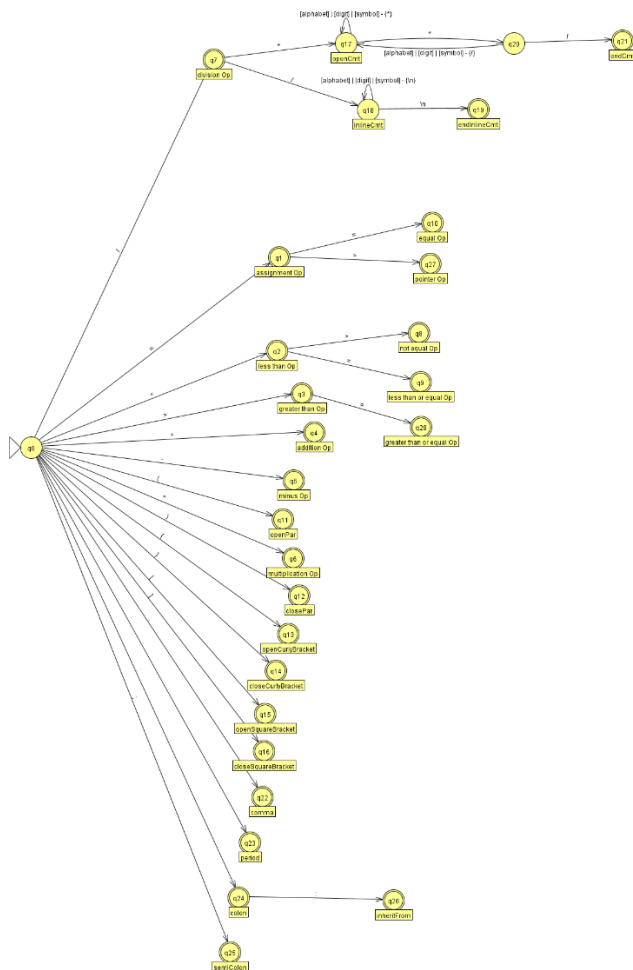 [alphabet] | [digit] | [symbol] - {*}
q17
openCmt
*
*
q20
/
q21
endCmt
[alphabet] | [digit] | [symbol] - {/}
q7
division Op
/
[alphabet] | [digit] | [symbol] - {\n}
q18
inlineCmt
\n
q19
endInlineCmt
/
q1
assignment Op
=
equal Op
>
q27
pointer Op
=
q2
less than Op
>
q8
not equal Op
=
q9
less than or equal Op
<
q3
greater than Op
=
q28
greater than or equal Op
>
q0
+
q4
addition Op
-
q5
minus Op
(
q11
openPar
*
q6
multiplication Op
)
q12
closePar
{
q13
openCurlyBracket
}
q14
closeCurlyBracket
q15
openSquareBracket
q16
closeSquareBracket
q22
comma
q23
period
q24
colon
q26
inheritFrom
q25
semiColon